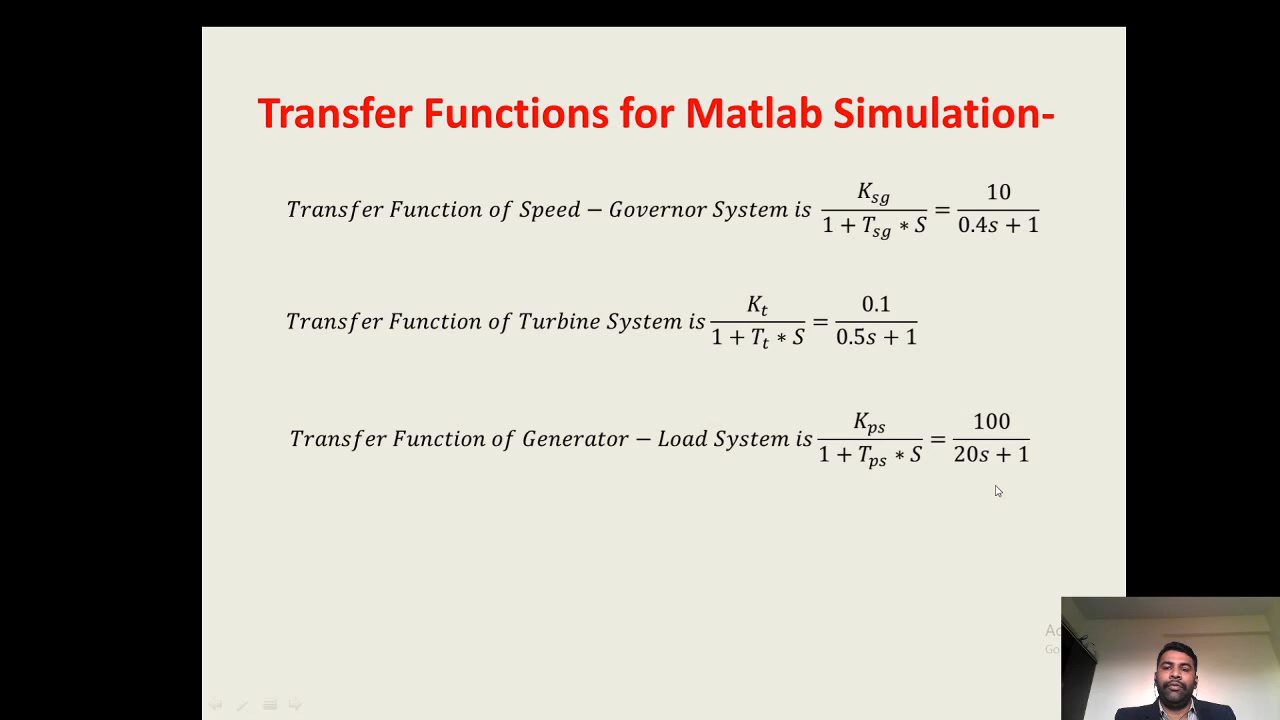 Transfer Functions for Matlab Simulation-
Transfer Function of Speed − Governor System is K_sg / (1 + T_sg * S) = 10 / (0.4s + 1)
Transfer Function of Turbine System is K_t / (1 + T_t * S) = 0.1 / (0.5s + 1)
Transfer Function of Generator − Load System is K_ps / (1 + T_ps * S) = 100 / (20s + 1)